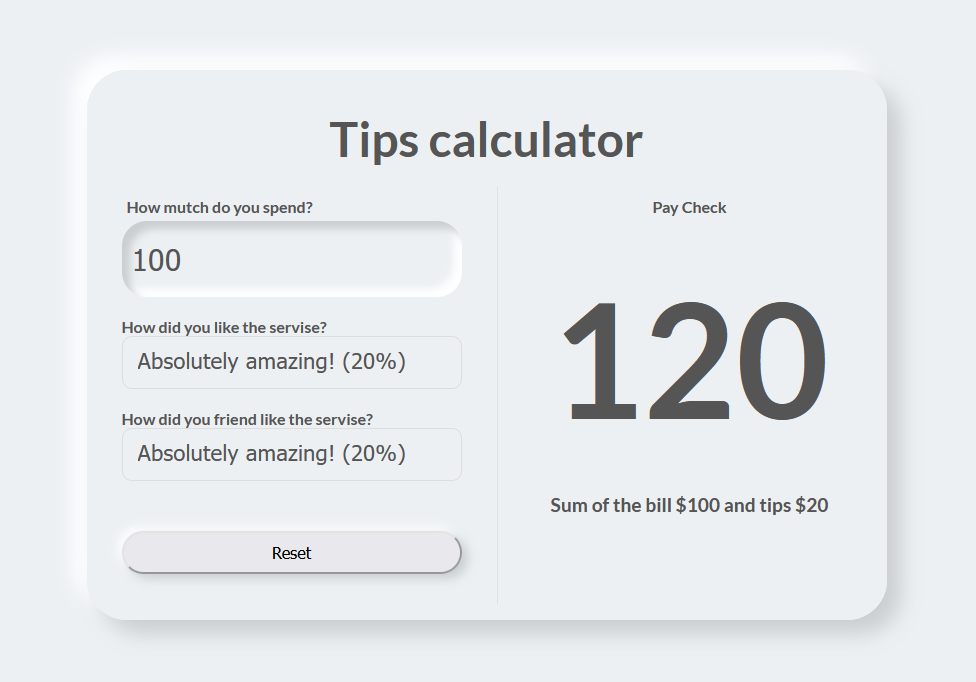 Tips calculator
How mutch do you spend?
100
How did you like the servise?
Absolutely amazing! (20%)
How did you friend like the servise?
Absolutely amazing! (20%)
Reset
Pay Check
120
Sum of the bill $100 and tips $20